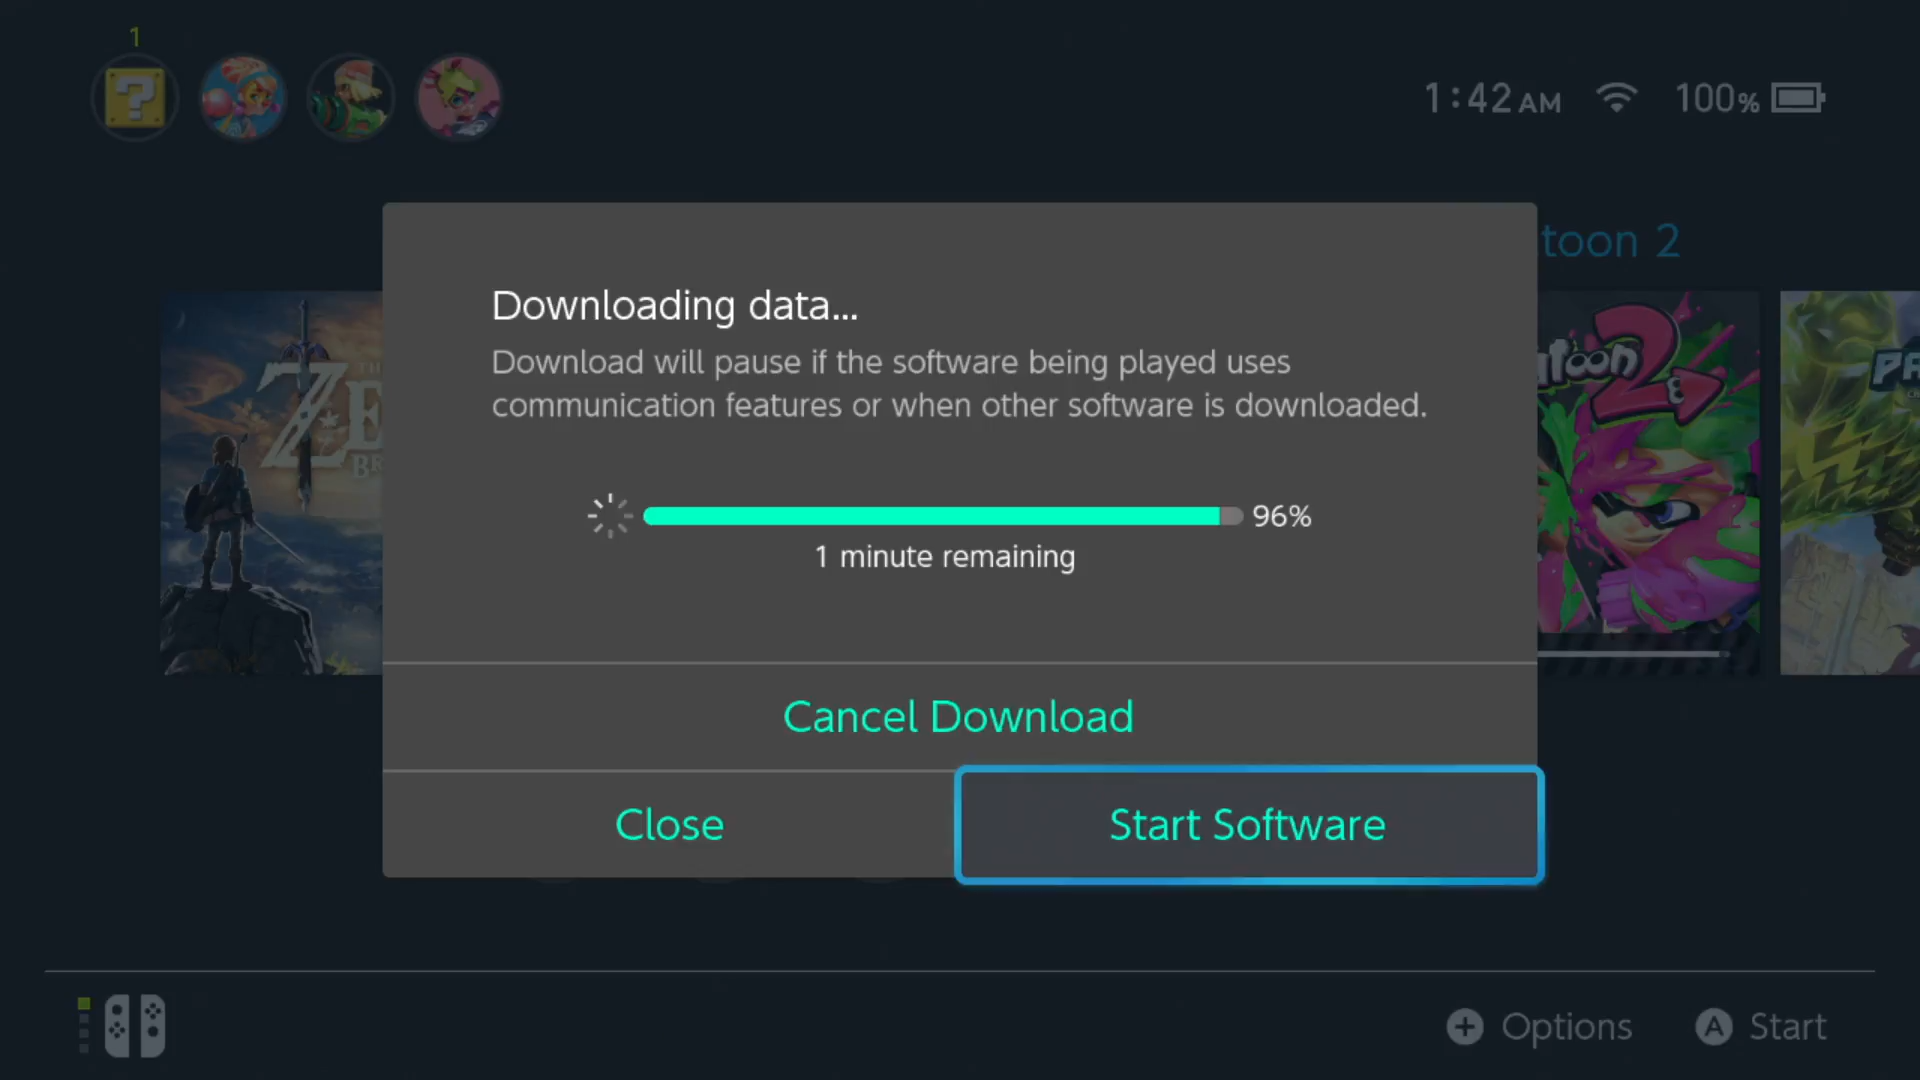 1
1:42 AM
100%
toon 2
Downloading data...
Download will pause if the software being played uses
communication features or when other software is downloaded.
96%
1 minute remaining
Cancel Download
Close
Start Software
Options
A
Start